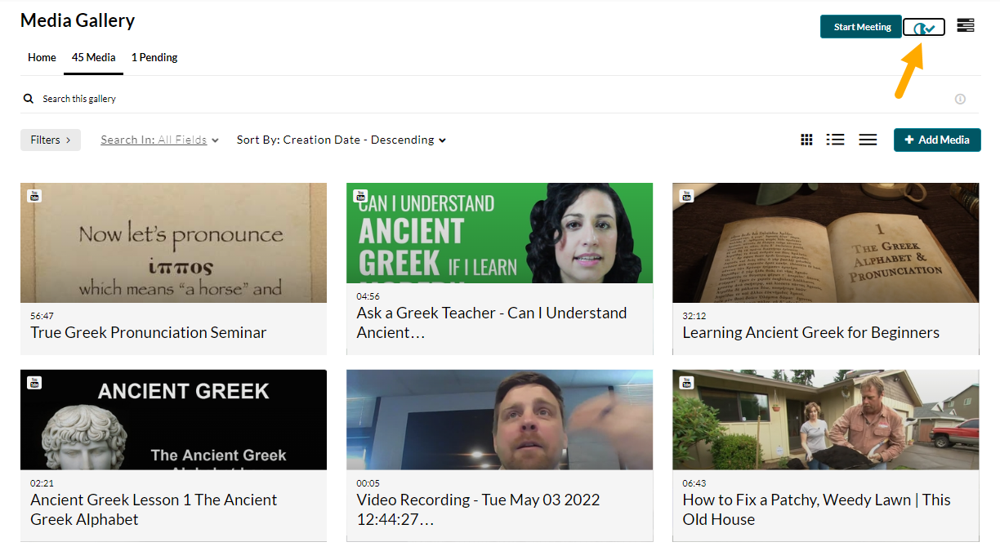 Media Gallery
Start Meeting
Home 45 Media 1 Pending
Search this gallery
Filters
Search In: All Fields
Sort By: Creation Date - Descending
+ Add Media
You
Tube
Now let's pronounce
ἱππος
which means "a horse" and
56:47
True Greek Pronunciation Seminar
You
Tube
CAN I UNDERSTAND
ANCIENT
GREEK IF I LEARN
MODERN
04:56
Ask a Greek Teacher - Can I Understand
Ancient…
You
Tube
1
THE GREEK
ALPHABET &
PRONUNCIATION
32:12
Learning Ancient Greek for Beginners
You
Tube
ANCIENT GREEK
The Ancient Greek
02:21
Ancient Greek Lesson 1 The Ancient
Greek Alphabet
00:05
Video Recording - Tue May 03 2022
12:44:27…
You
Tube
06:43
How to Fix a Patchy, Weedy Lawn | This
Old House